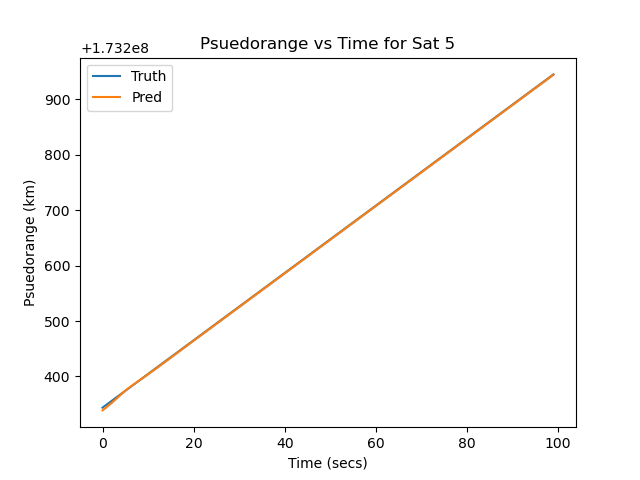 Psuedorange vs Time for Sat 5
+1.732e8
Truth
Pred
900
800
700
600
500
400
Psuedorange (km)
0 20 40 60 80 100
Time (secs)